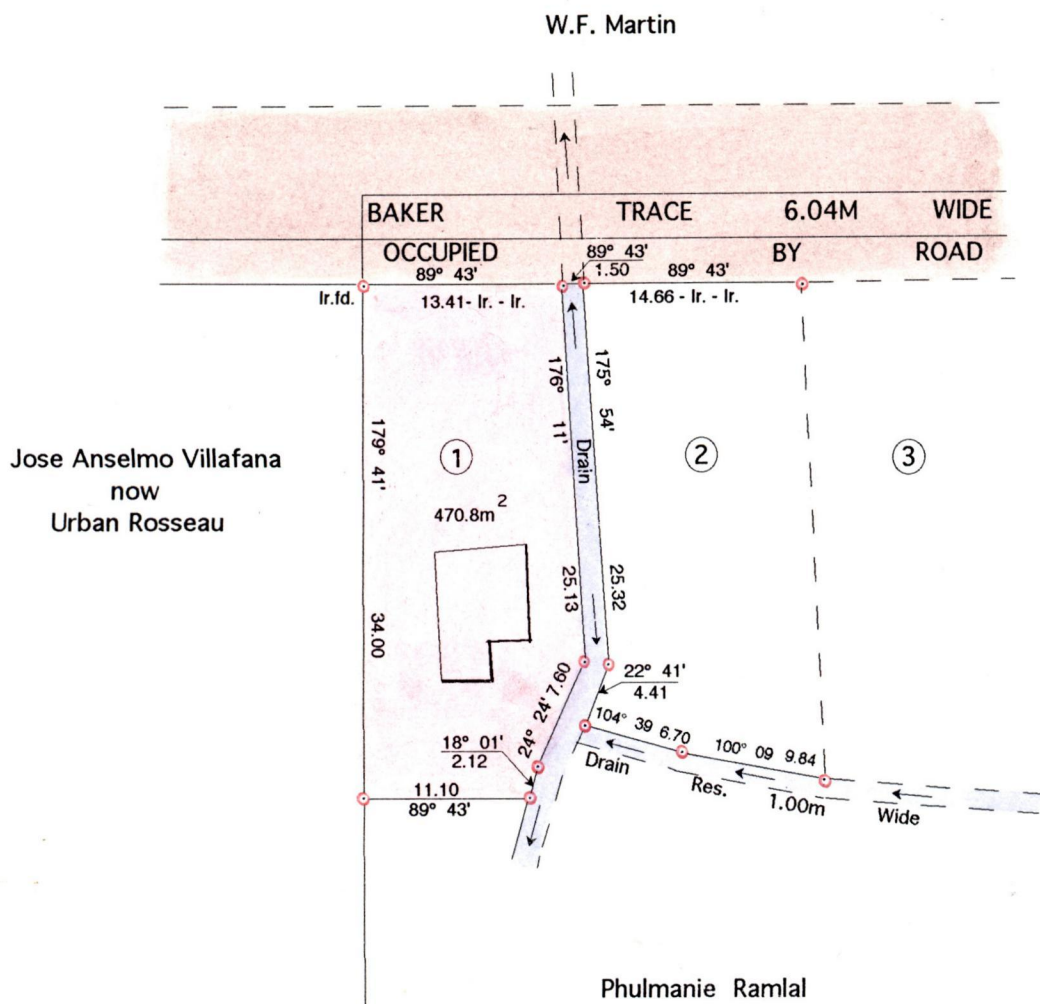 W.F. Martin
BAKER TRACE 6.04M WIDE
OCCUPIED BY ROAD
89° 43'
89° 43'
1.50
89° 43'
Ir.fd.
13.41- Ir. - Ir.
14.66 - Ir. - Ir.
176° 11'
175° 54'
179° 41'
Drain
Jose Anselmo Villafana
now
Urban Rosseau
1
2
3
470.8m2
25.13
25.32
34.00
24° 24' 7.60
22° 41'
4.41
104° 39 6.70
100° 09 9.84
18° 01'
2.12
Drain
Res.
1.00m
Wide
11.10
89° 43'
Phulmanie Ramlal